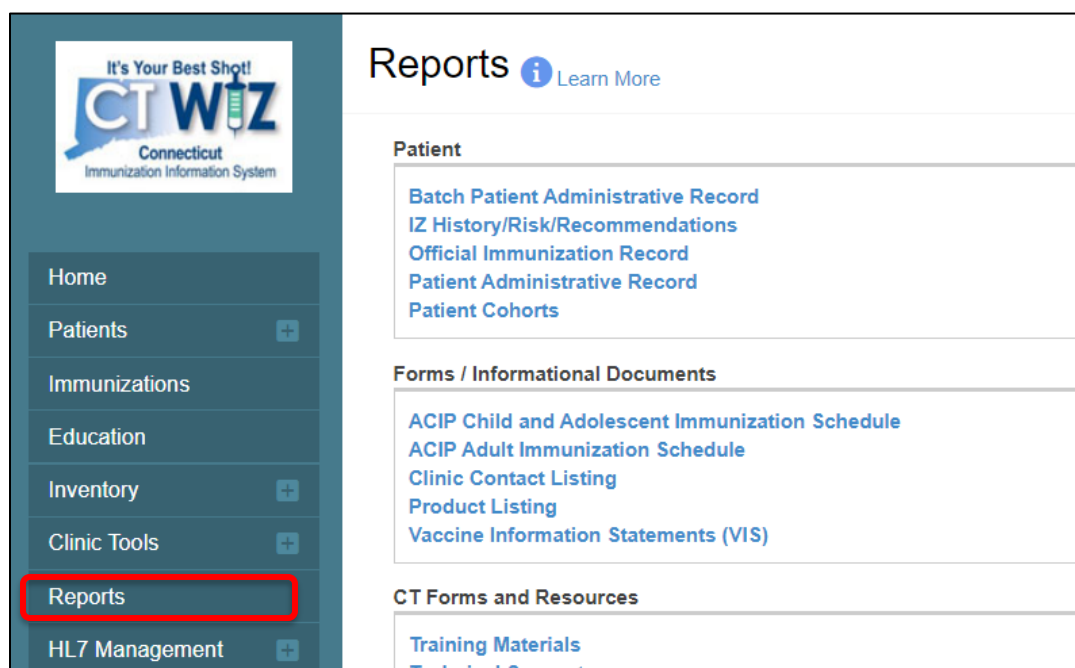 It's Your Best Shot!
CT WIZ
Connecticut
Immunization Information System
Home
Patients
Immunizations
Education
Inventory
Clinic Tools
Reports
HL7 Management
Reports i Learn More
Patient
Batch Patient Administrative Record
IZ History/Risk/Recommendations
Official Immunization Record
Patient Administrative Record
Patient Cohorts
Forms / Informational Documents
ACIP Child and Adolescent Immunization Schedule
ACIP Adult Immunization Schedule
Clinic Contact Listing
Product Listing
Vaccine Information Statements (VIS)
CT Forms and Resources
Training Materials